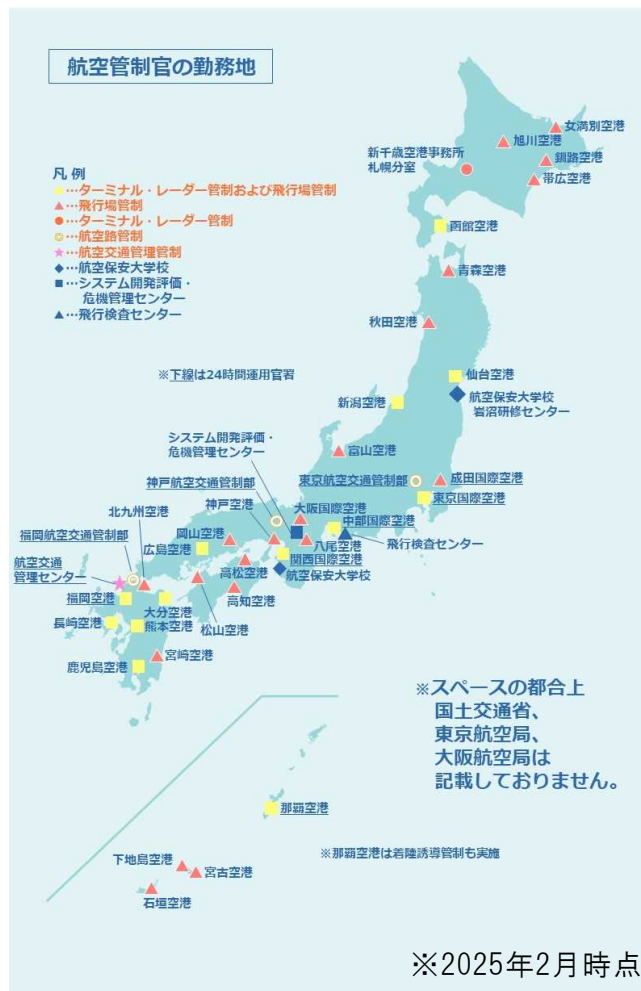 航空管制官の勤務地
凡 例
…ターミナル・レーダー管制および飛行場管制
…飛行場管制
…ターミナル・レーダー管制
…航空路管制
…航空交通管理管制
…航空保安大学校
…システム開発評価・
危機管理センター
…飛行検査センター
女満別空港
旭川空港
新千歳空港事務所
札幌分室
釧路空港
帯広空港
函館空港
青森空港
秋田空港
※下線は24時間運用官署
仙台空港
新潟空港
航空保安大学校
岩沼研修センター
システム開発評価・
危機管理センター
富山空港
神戸航空交通管制部
東京航空交通管制部
成田国際空港
東京国際空港
北九州空港
神戸空港
大阪国際空港
中部国際空港
福岡航空交通管制部
岡山空港
広島空港
八尾空港
飛行検査センター
関西国際空港
航空交通
管理センター
高松空港
航空保安大学校
福岡空港
大分空港
高知空港
長崎空港
熊本空港
松山空港
宮崎空港
鹿児島空港
※スペースの都合上
国土交通省、
東京航空局、
大阪航空局は
記載しておりません。
那覇空港
※那覇空港は着陸誘導管制も実施
下地島空港
宮古空港
石垣空港
※2025年2月時点